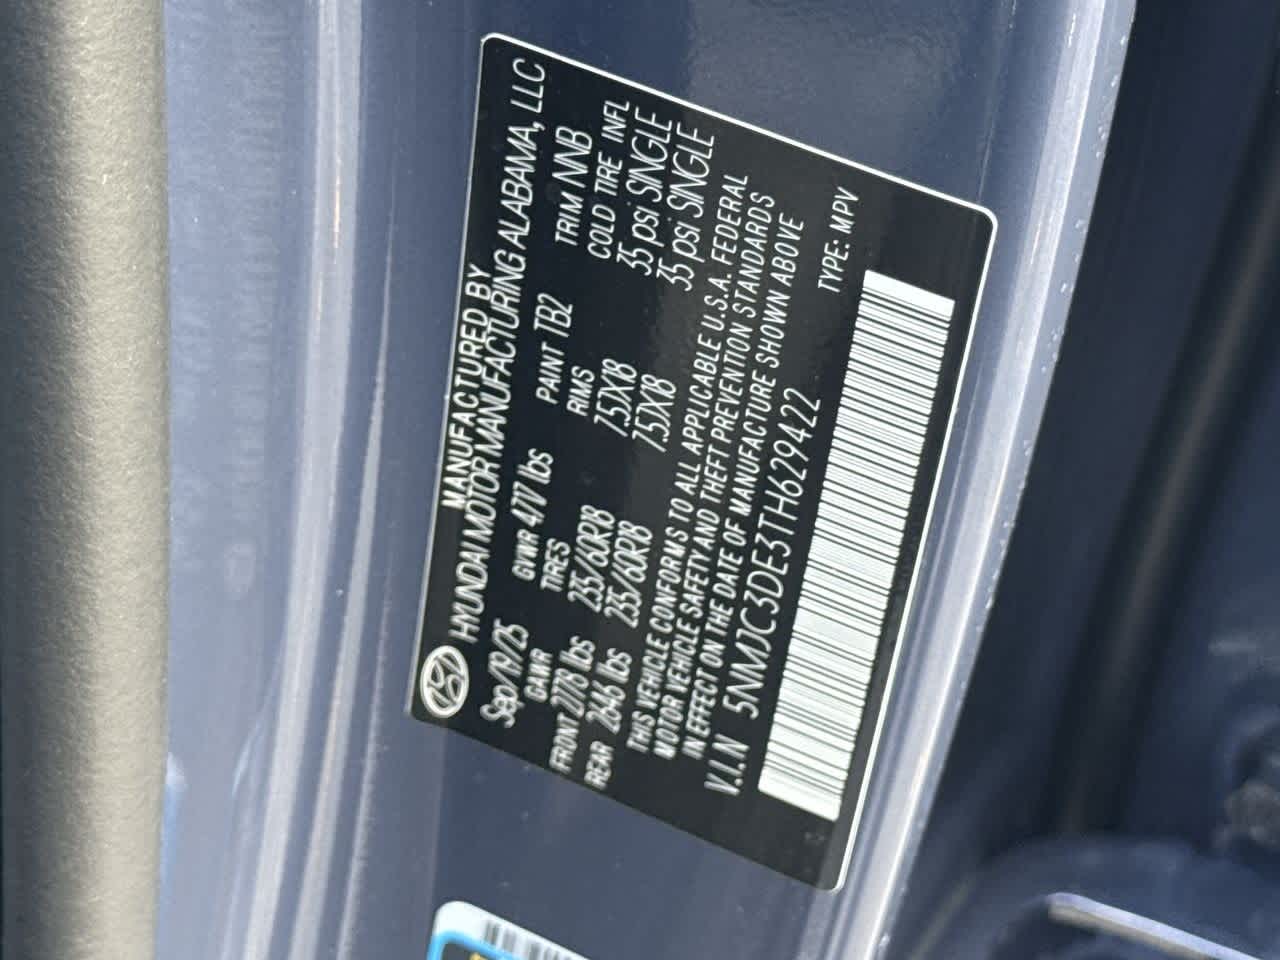 MANUFACTURED BY
HYUNDAI MOTOR MANUFACTURING ALABAMA, LLC
Sep/19/25 GVWR 4717 lbs PAINT TB2 TRIM NNB
GAWR TIRES RIMS COLD TIRE INFL
FRONT 2778 lbs 235/60R18 7.5JX18 35 psi SINGLE
REAR 2646 lbs 235/60R18 7.5JX18 35 psi SINGLE
THIS VEHICLE CONFORMS TO ALL APPLICABLE U.S.A. FEDERAL
MOTOR VEHICLE SAFETY AND THEFT PREVENTION STANDARDS
IN EFFECT ON THE DATE OF MANUFACTURE SHOWN ABOVE
V.I.N 5NMJC3DE3TH629422 TYPE: MPV